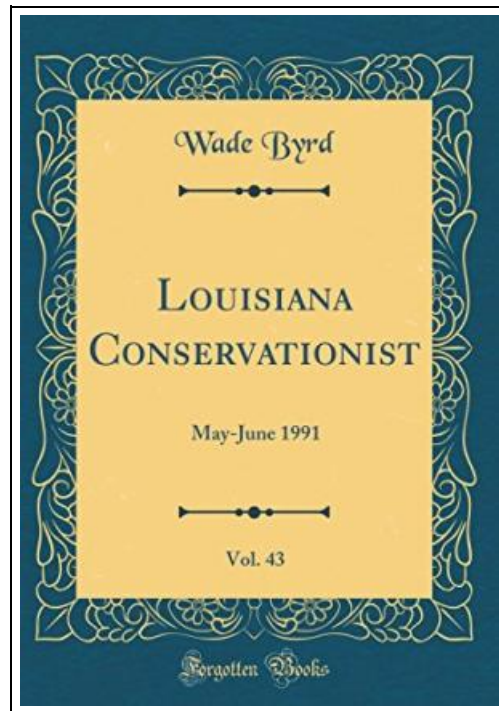 Wade Byrd
Louisiana
Conservationist
May-June 1991
Vol. 43
Forgotten Books